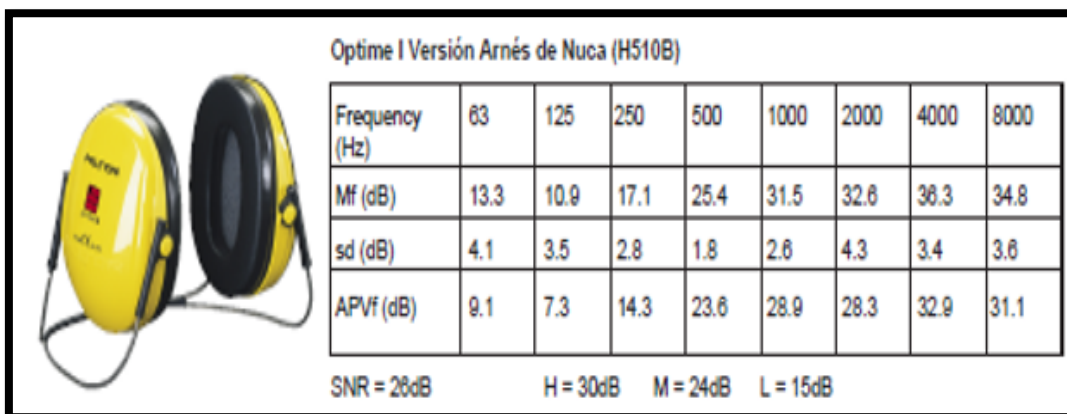 Optime I Versión Arnés de Nuca (H510B)
Frequency (Hz) 63 125 250 500 1000 2000 4000 8000
Mf (dB) 13.3 10.9 17.1 25.4 31.5 32.6 36.3 34.8
sd (dB) 4.1 3.5 2.8 1.8 2.6 4.3 3.4 3.6
APVf (dB) 9.1 7.3 14.3 23.6 28.9 28.3 32.9 31.1
SNR = 26dB H = 30dB M = 24dB L = 15dB
PELTOR